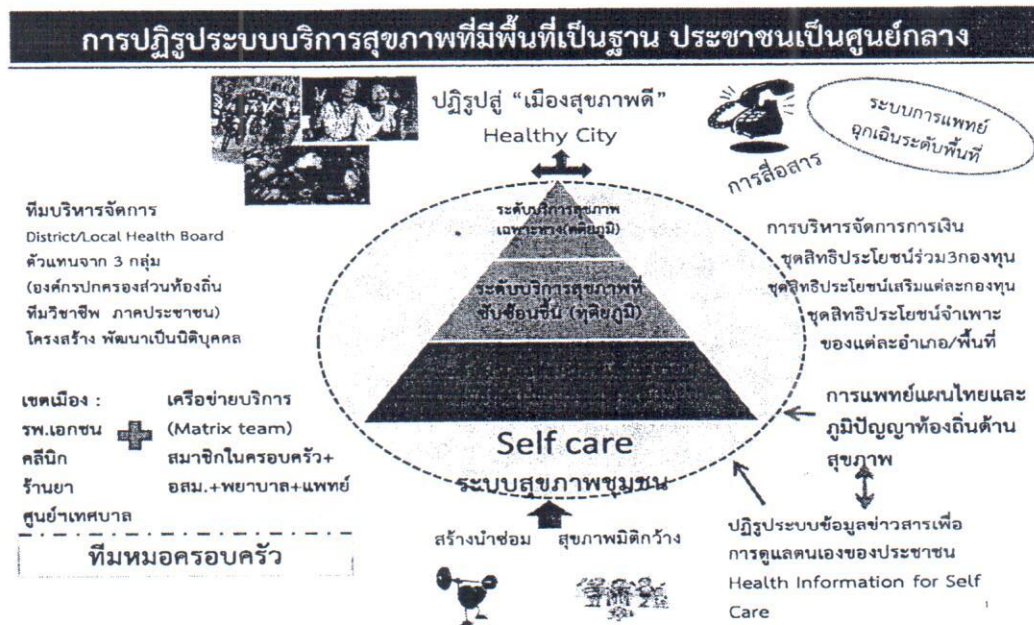 การปฏิรูประบบบริการสุขภาพที่มีพื้นที่เป็นฐาน ประชาชนเป็นศูนย์กลาง
ปฏิรูปสู่ “เมืองสุขภาพดี”
Healthy City
การสื่อสาร
ระบบการแพทย์
ฉุกเฉินระดับพื้นที่
ทีมบริหารจัดการ
District/Local Health Board
ตัวแทนจาก 3 กลุ่ม
(องค์กรปกครองส่วนท้องถิ่น
ทีมวิชาชีพ ภาคประชาชน)
โครงสร้าง พัฒนาเป็นนิติบุคคล
ระดับบริการสุขภาพ
เฉพาะทาง(ตติยภูมิ)
ระดับบริการสุขภาพที่
ซับซ้อนขึ้น (ทุติยภูมิ)
การบริหารจัดการการเงิน
ชุดสิทธิประโยชน์ร่วม3กองทุน
ชุดสิทธิประโยชน์เสริมแต่ละกองทุน
ชุดสิทธิประโยชน์จำเพาะ
ของแต่ละอำเภอ/พื้นที่
เขตเมือง :
รพ.เอกชน
คลีนิก
ร้านยา
ศูนย์ฯเทศบาล
เครือข่ายบริการ
(Matrix team)
สมาชิกในครอบครัว+
อสม.+พยาบาล+แพทย์
ทีมหมอครอบครัว
Self care
ระบบสุขภาพชุมชน
สร้างนำซ่อม สุขภาพมิติกว้าง
การแพทย์แผนไทยและ
ภูมิปัญญาท้องถิ่นด้าน
สุขภาพ
ปฏิรูประบบข้อมูลข่าวสารเพื่อ
การดูแลตนเองของประชาชน
Health Information for Self
Care
1